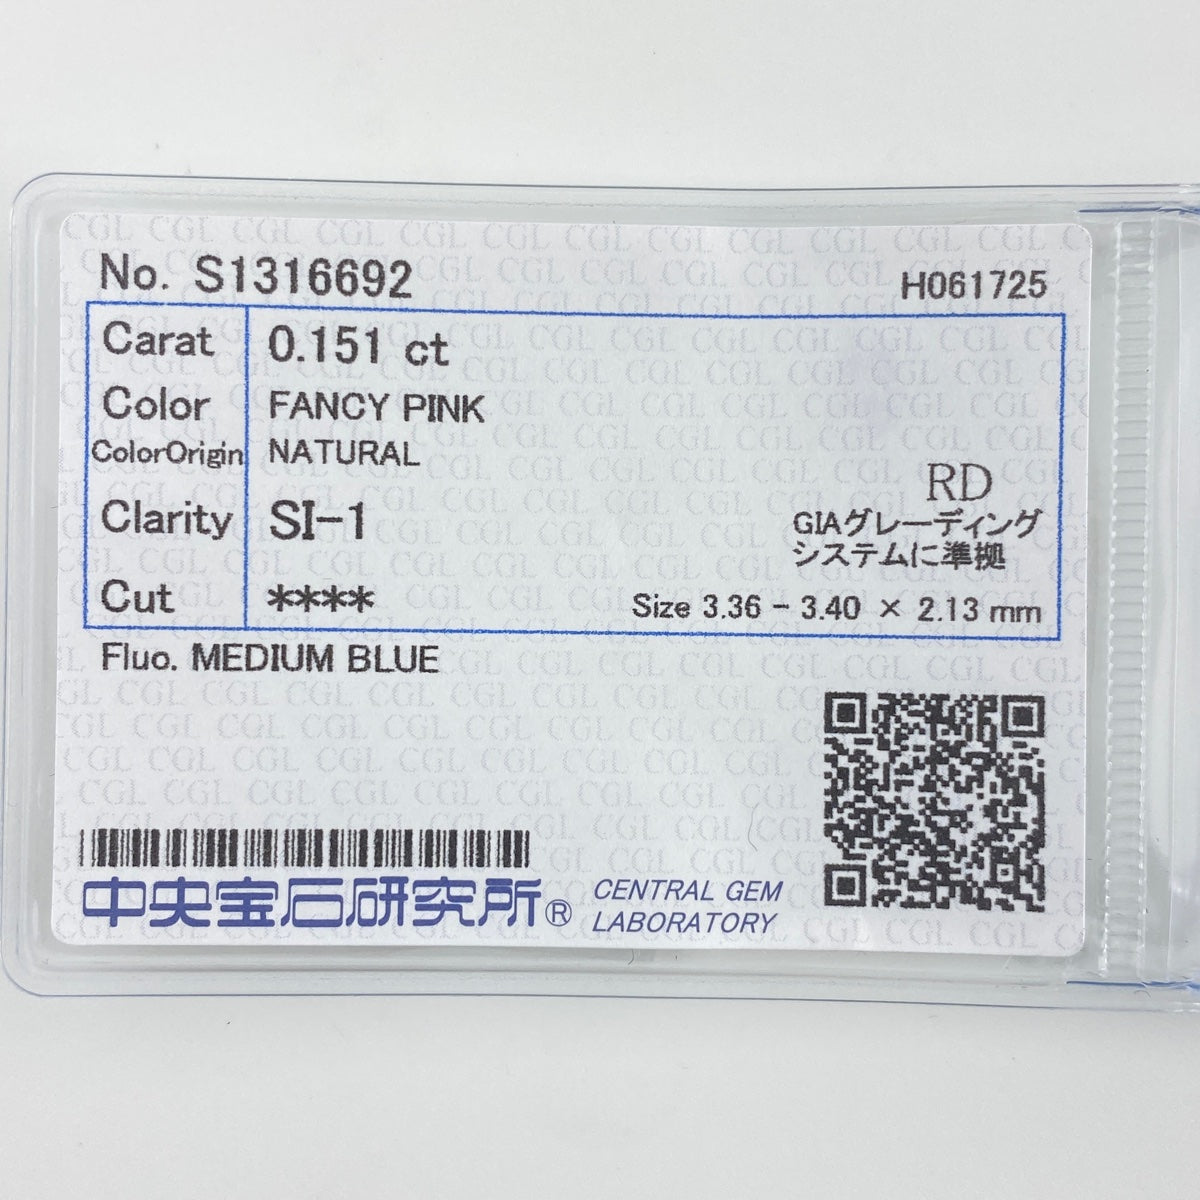 No. S1316692 H061725
Carat 0.151 ct
Color FANCY PINK
ColorOrigin NATURAL
Clarity SI-1
Cut ****
RD
GIAグレーディング
システムに準拠
Size 3.36 - 3.40 × 2.13 mm
Fluo. MEDIUM BLUE
中央宝石研究所®
CENTRAL GEM
LABORATORY